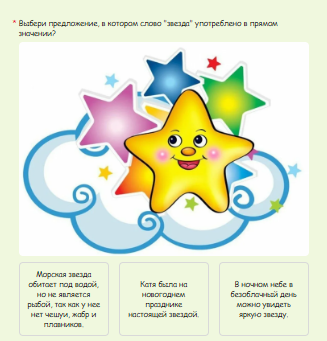 * Выбери предложение, в котором слово "звезда" употреблено в прямом
значении?
Морская звезда
обитает под водой,
но не является
рыбой, так как у нее
нет чешуи, жабр и
плавников.
Катя была на
новогоднем
празднике
настоящей звездой.
В ночном небе в
безоблачный день
можно увидеть
яркую звезду.